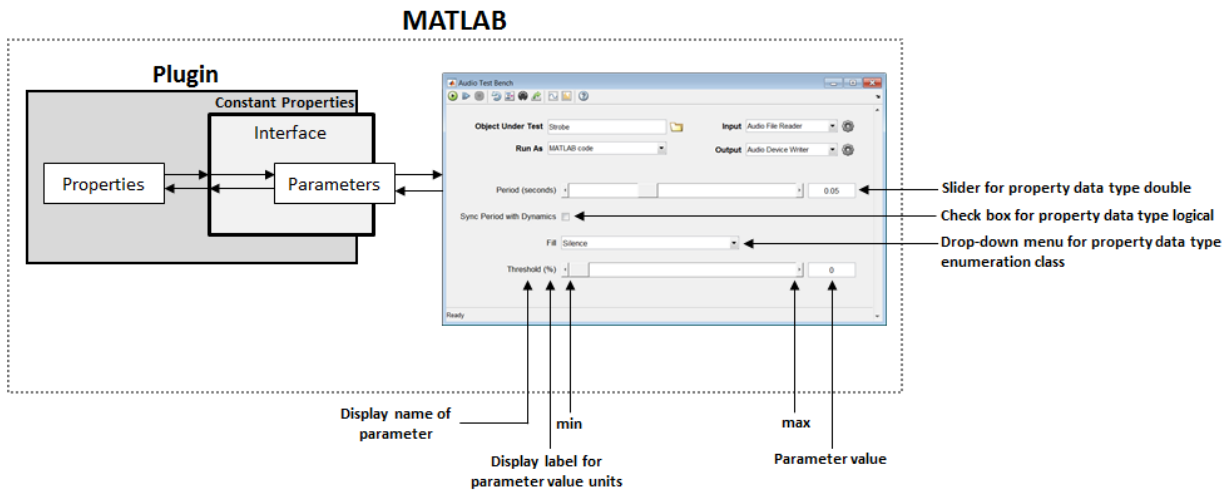 MATLAB
Plugin
Constant Properties
Interface
Properties
Parameters
Audio Test Bench
Object Under Test Strobe
Input Audio File Reader
Run As MATLAB code
Output Audio Device Writer
Period (seconds) 0.05
Sync Period with Dynamics
Fill Silence
Threshold (%) 0
Ready
Slider for property data type double
Check box for property data type logical
Drop-down menu for property data type
enumeration class
Display name of
parameter
min
max
Display label for
parameter value units
Parameter value